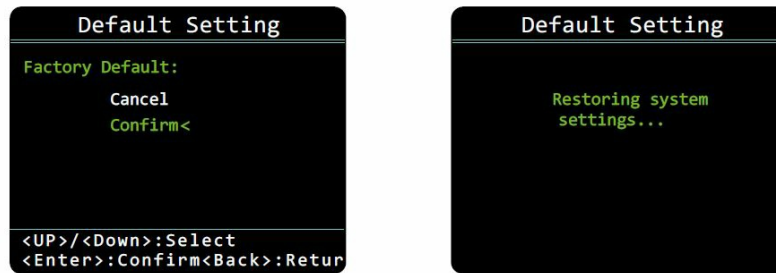 Default Setting
Factory Default:
Cancel
Confirm<
<UP>/<Down>:Select
<Enter>:Confirm<Back>:Retur
Default Setting
Restoring system
settings...